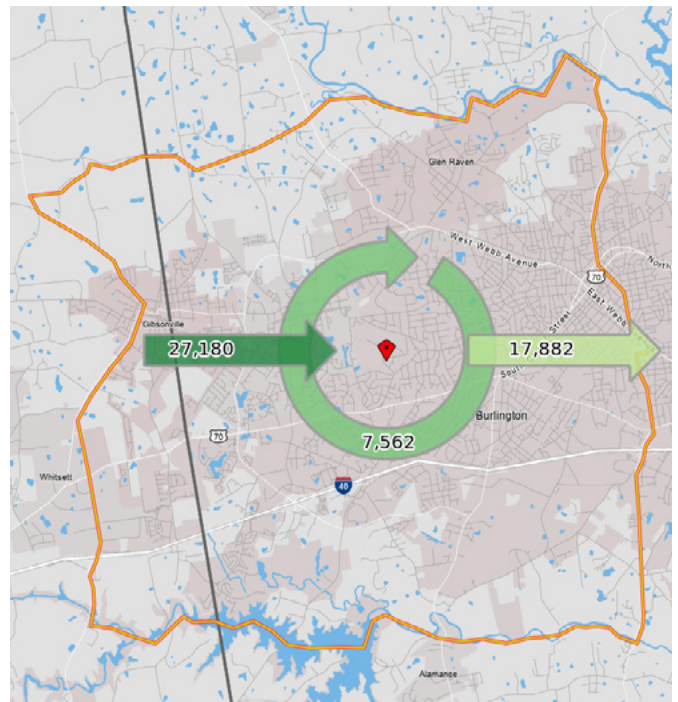 Glen Raven
West Webb Avenue
North
70
Street
East Webb
Gibsonville
27,180
17,882
South
Burlington
7,562
70
Whitsett
40
Alamance